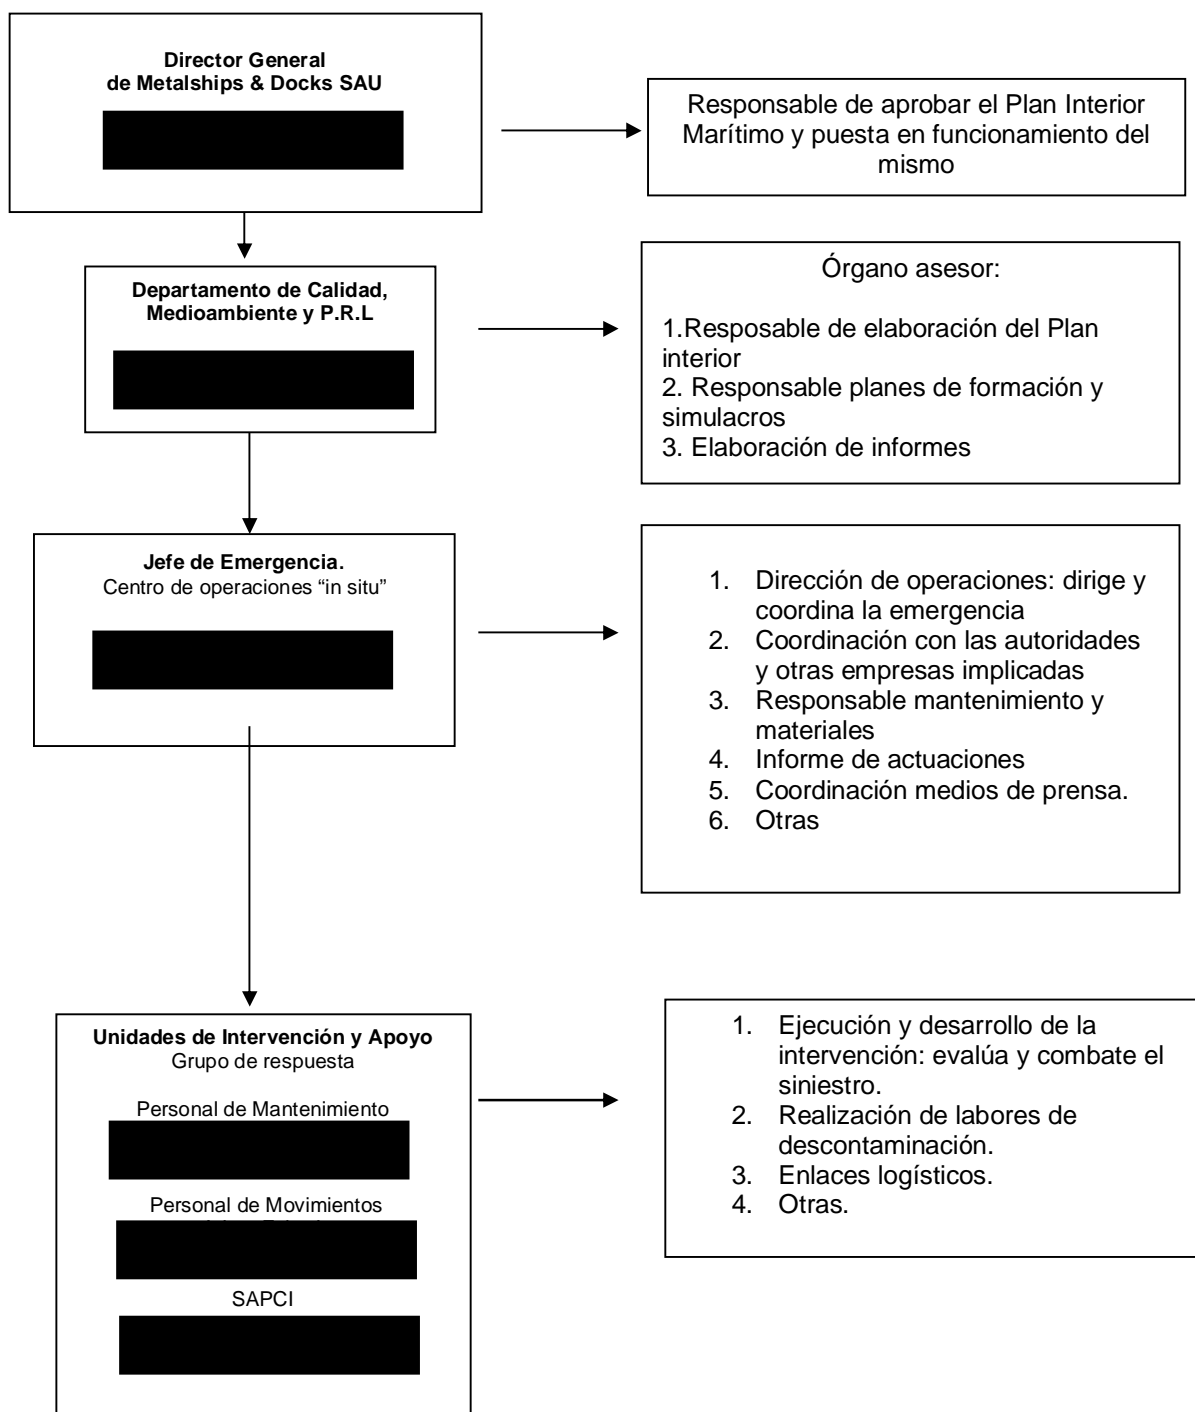 Director General
de Metalships & Docks SAU
Responsable de aprobar el Plan Interior
Marítimo y puesta en funcionamiento del
mismo
Departamento de Calidad,
Medioambiente y P.R.L
Órgano asesor:
1.Resposable de elaboración del Plan
interior
2. Responsable planes de formación y
simulacros
3. Elaboración de informes
Jefe de Emergencia.
Centro de operaciones “in situ”
1. Dirección de operaciones: dirige y
coordina la emergencia
2. Coordinación con las autoridades
y otras empresas implicadas
3. Responsable mantenimiento y
materiales
4. Informe de actuaciones
5. Coordinación medios de prensa.
6. Otras
Unidades de Intervención y Apoyo
Grupo de respuesta
Personal de Mantenimiento
Personal de Movimientos
SAPCI
1. Ejecución y desarrollo de la
intervención: evalúa y combate el
siniestro.
2. Realización de labores de
descontaminación.
3. Enlaces logísticos.
4. Otras.